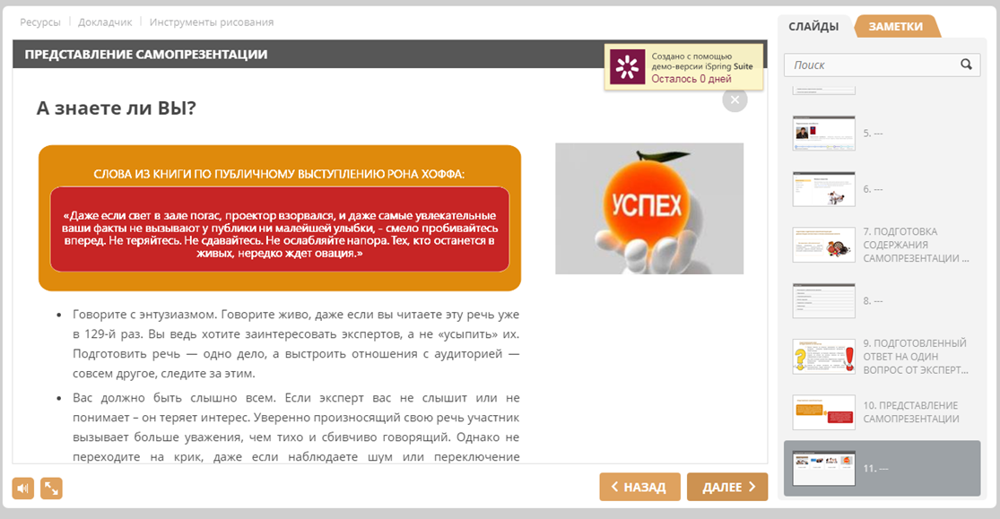 Ресурсы
Докладчик
Инструменты рисования
ПРЕДСТАВЛЕНИЕ САМОПРЕЗЕНТАЦИИ
Создано с помощью
демо-версии iSpring Suite
Осталось 0 дней
А знаете ли ВЫ?
СЛОВА ИЗ КНИГИ ПО ПУБЛИЧНОМУ ВЫСТУПЛЕНИЮ РОНА ХОФФА:
«Даже если свет в зале погас, проектор взорвался, и даже самые увлекательные
ваши факты не вызывают у публики ни малейшей улыбки, – смело пробивайтесь
вперед. Не теряйтесь. Не сдавайтесь. Не ослабляйте напора. Тех, кто останется в
живых, нередко ждет овация.»
УСПЕХ
• Говорите с энтузиазмом. Говорите живо, даже если вы читаете эту речь уже
в 129-й раз. Вы ведь хотите заинтересовать экспертов, а не «усыпить» их.
Подготовить речь — одно дело, а выстроить отношения с аудиторией —
совсем другое, следите за этим.
• Вас должно быть слышно всем. Если эксперт вас не слышит или не
понимает – он теряет интерес. Уверенно произносящий свою речь участник
вызывает больше уважения, чем тихо и сбивчиво говорящий. Однако не
переходите на крик, даже если наблюдаете шум или переключение
НАЗАД
ДАЛЕЕ
СЛАЙДЫ
ЗАМЕТКИ
Поиск
5. ---
6. ---
7. ПОДГОТОВКА
СОДЕРЖАНИЯ
САМОПРЕЗЕНТАЦИИ ...
8. ---
9. ПОДГОТОВЛЕННЫЙ
ОТВЕТ НА ОДИН
ВОПРОС ОТ ЭКСПЕРТ...
10. ПРЕДСТАВЛЕНИЕ
САМОПРЕЗЕНТАЦИИ
11. ---